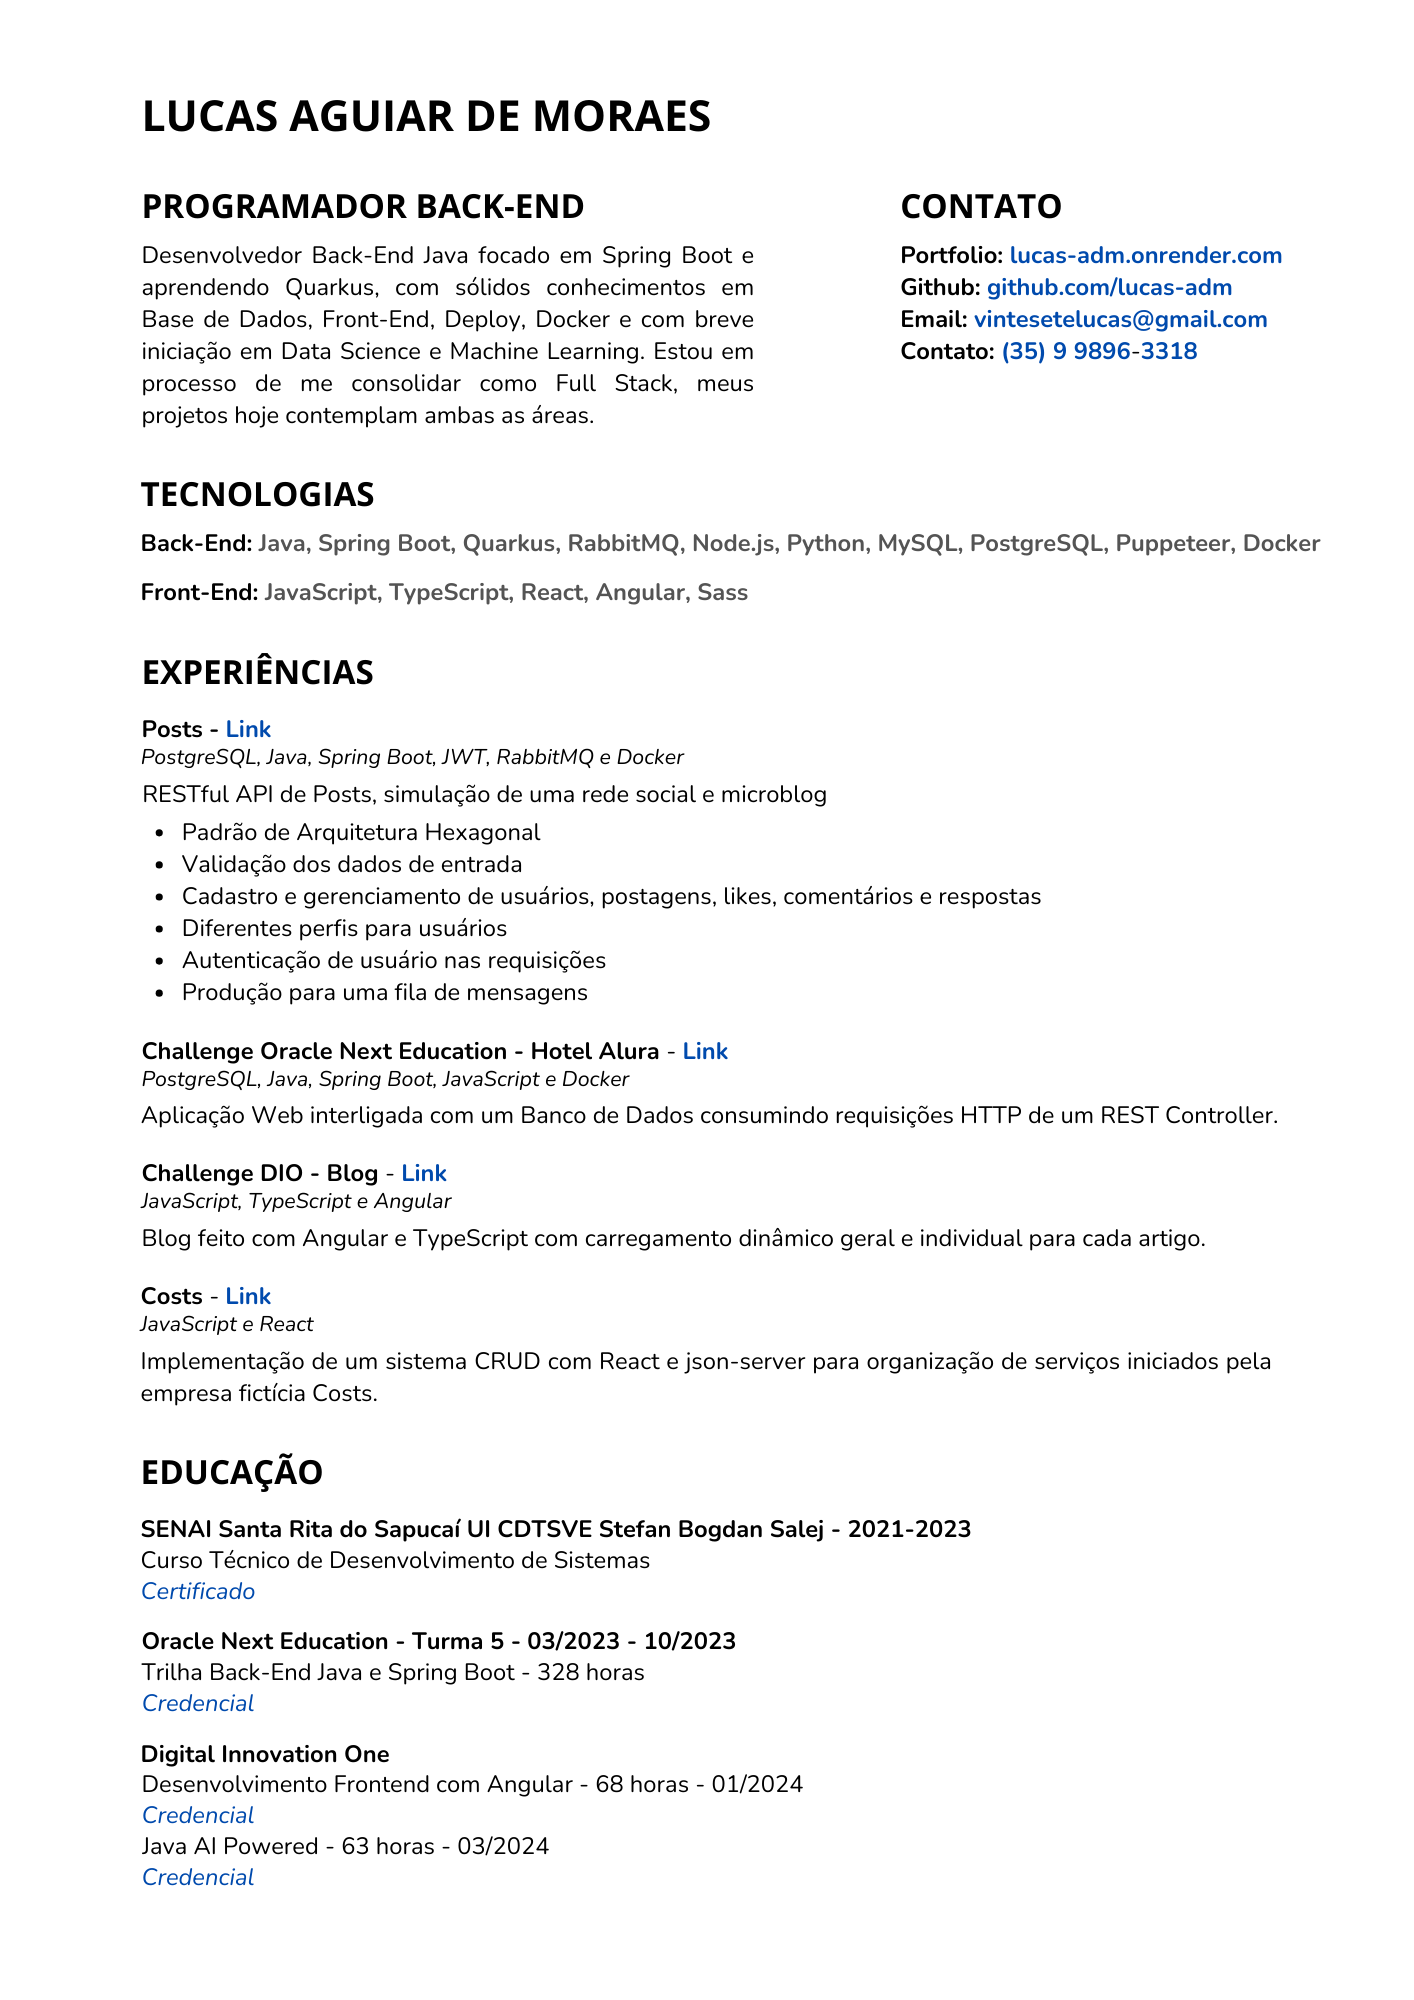 LUCAS AGUIAR DE MORAES
PROGRAMADOR BACK-END
Desenvolvedor Back-End Java focado em Spring Boot e
aprendendo Quarkus, com sólidos conhecimentos em
Base de Dados, Front-End, Deploy, Docker e com breve
iniciação em Data Science e Machine Learning. Estou em
processo de me consolidar como Full Stack, meus
projetos hoje contemplam ambas as áreas.
CONTATO
Portfolio: lucas-adm.onrender.com
Github: github.com/lucas-adm
Email: vintesetelucas@gmail.com
Contato: (35) 9 9896-3318
TECNOLOGIAS
Back-End: Java, Spring Boot, Quarkus, RabbitMQ, Node.js, Python, MySQL, PostgreSQL, Puppeteer, Docker
Front-End: JavaScript, TypeScript, React, Angular, Sass
EXPERIÊNCIAS
Posts - Link
PostgreSQL, Java, Spring Boot, JWT, RabbitMQ e Docker
RESTful API de Posts, simulação de uma rede social e microblog
• Padrão de Arquitetura Hexagonal
• Validação dos dados de entrada
• Cadastro e gerenciamento de usuários, postagens, likes, comentários e respostas
• Diferentes perfis para usuários
• Autenticação de usuário nas requisições
• Produção para uma fila de mensagens
Challenge Oracle Next Education - Hotel Alura - Link
PostgreSQL, Java, Spring Boot, JavaScript e Docker
Aplicação Web interligada com um Banco de Dados consumindo requisições HTTP de um REST Controller.
Challenge DIO - Blog - Link
JavaScript, TypeScript e Angular
Blog feito com Angular e TypeScript com carregamento dinâmico geral e individual para cada artigo.
Costs - Link
JavaScript e React
Implementação de um sistema CRUD com React e json-server para organização de serviços iniciados pela
empresa fictícia Costs.
EDUCAÇÃO
SENAI Santa Rita do Sapucaí UI CDTSVE Stefan Bogdan Salej - 2021-2023
Curso Técnico de Desenvolvimento de Sistemas
Certificado
Oracle Next Education - Turma 5 - 03/2023 - 10/2023
Trilha Back-End Java e Spring Boot - 328 horas
Credencial
Digital Innovation One
Desenvolvimento Frontend com Angular - 68 horas - 01/2024
Credencial
Java AI Powered - 63 horas - 03/2024
Credencial